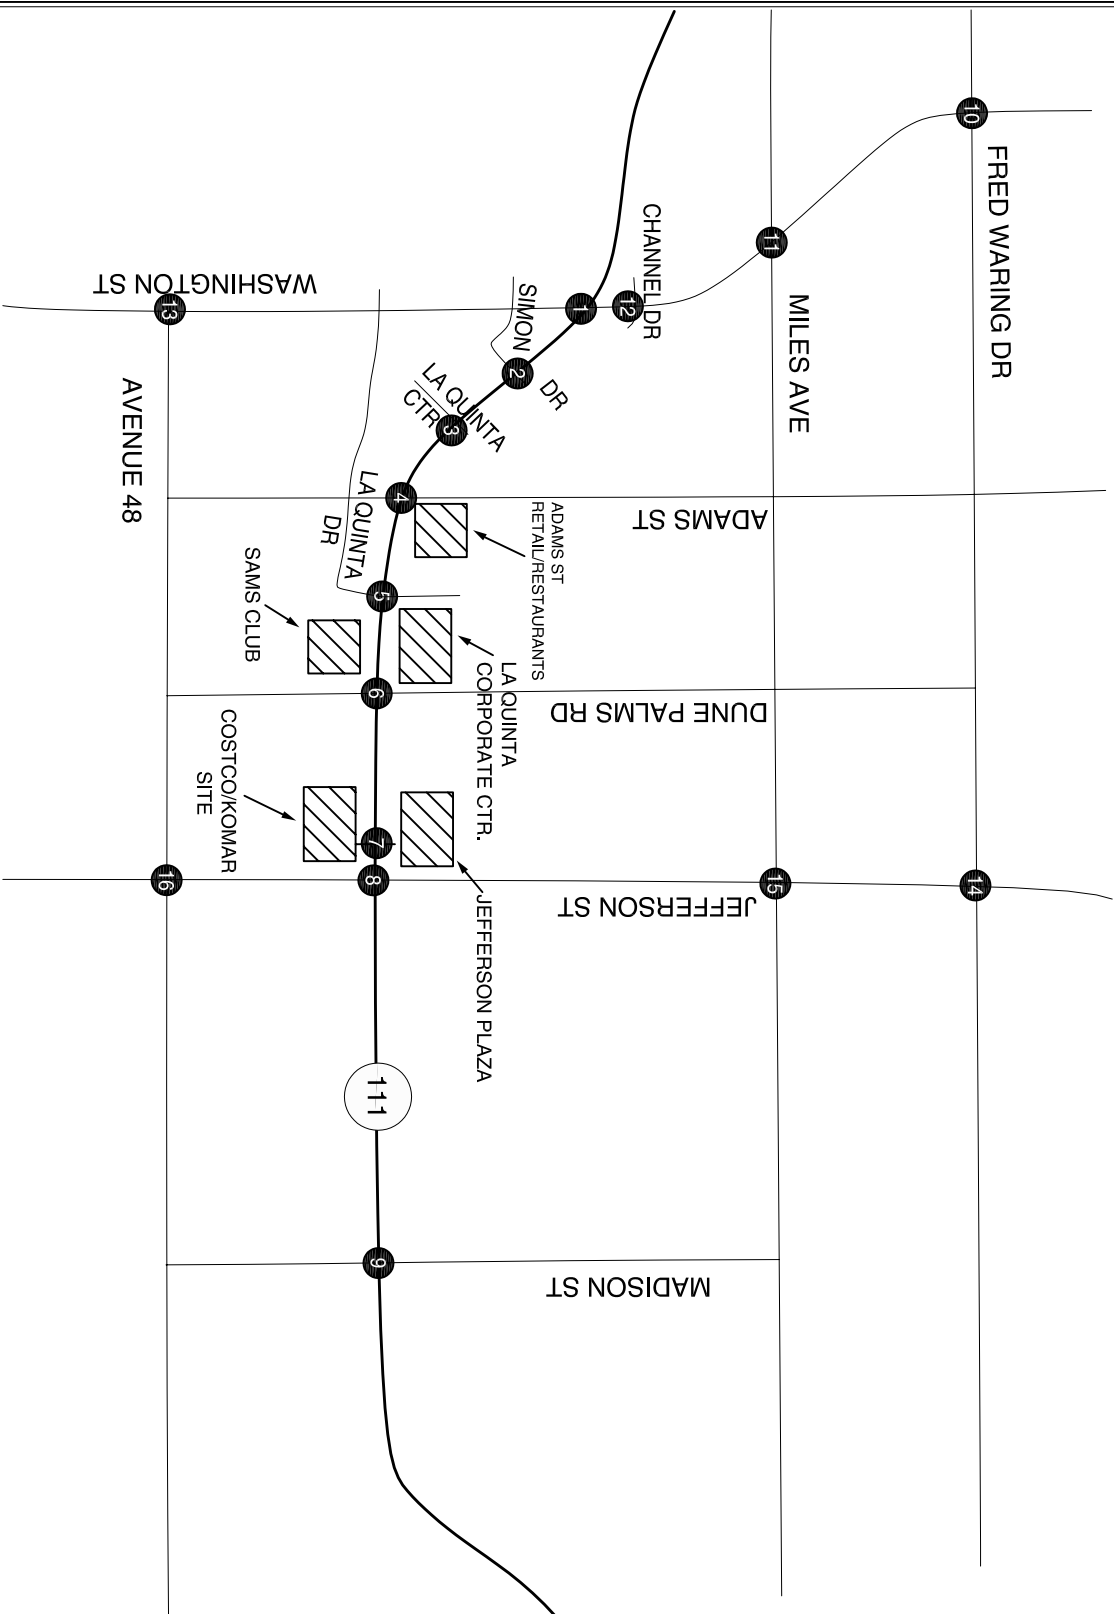 FRED WARING DR
MILES AVE
CHANNEL DR
WASHINGTON ST
SIMON
DR
LA QUINTA
CTR
AVENUE 48
LA QUINTA
DR
ADAMS ST
ADAMS ST
RETAIL/RESTAURANTS
SAMS CLUB
LA QUINTA
CORPORATE CTR.
DUNE PALMS RD
COSTCO/KOMAR
SITE
JEFFERSON PLAZA
JEFFERSON ST
111
MADISON ST
10
11
12
1
13
2
3
4
5
6
7
8
14
15
16
9